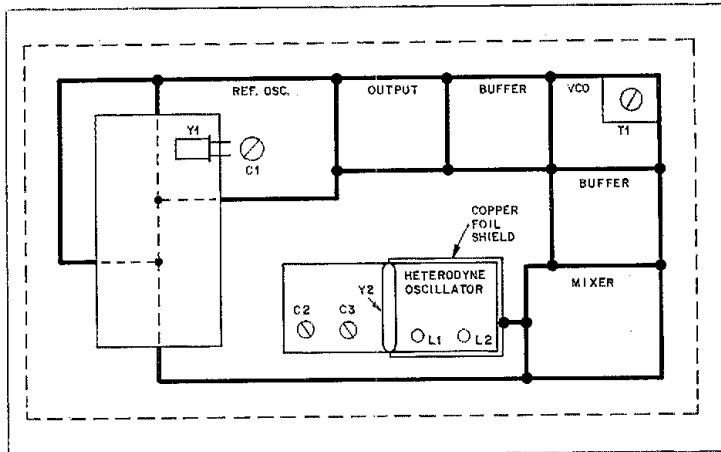 REF. OSC.
OUTPUT
BUFFER
VCO
T1
Y1
C1
BUFFER
COPPER
FOIL
SHIELD
MIXER
HETERODYNE
OSCILLATOR
Y2
C2
C3
L1
L2